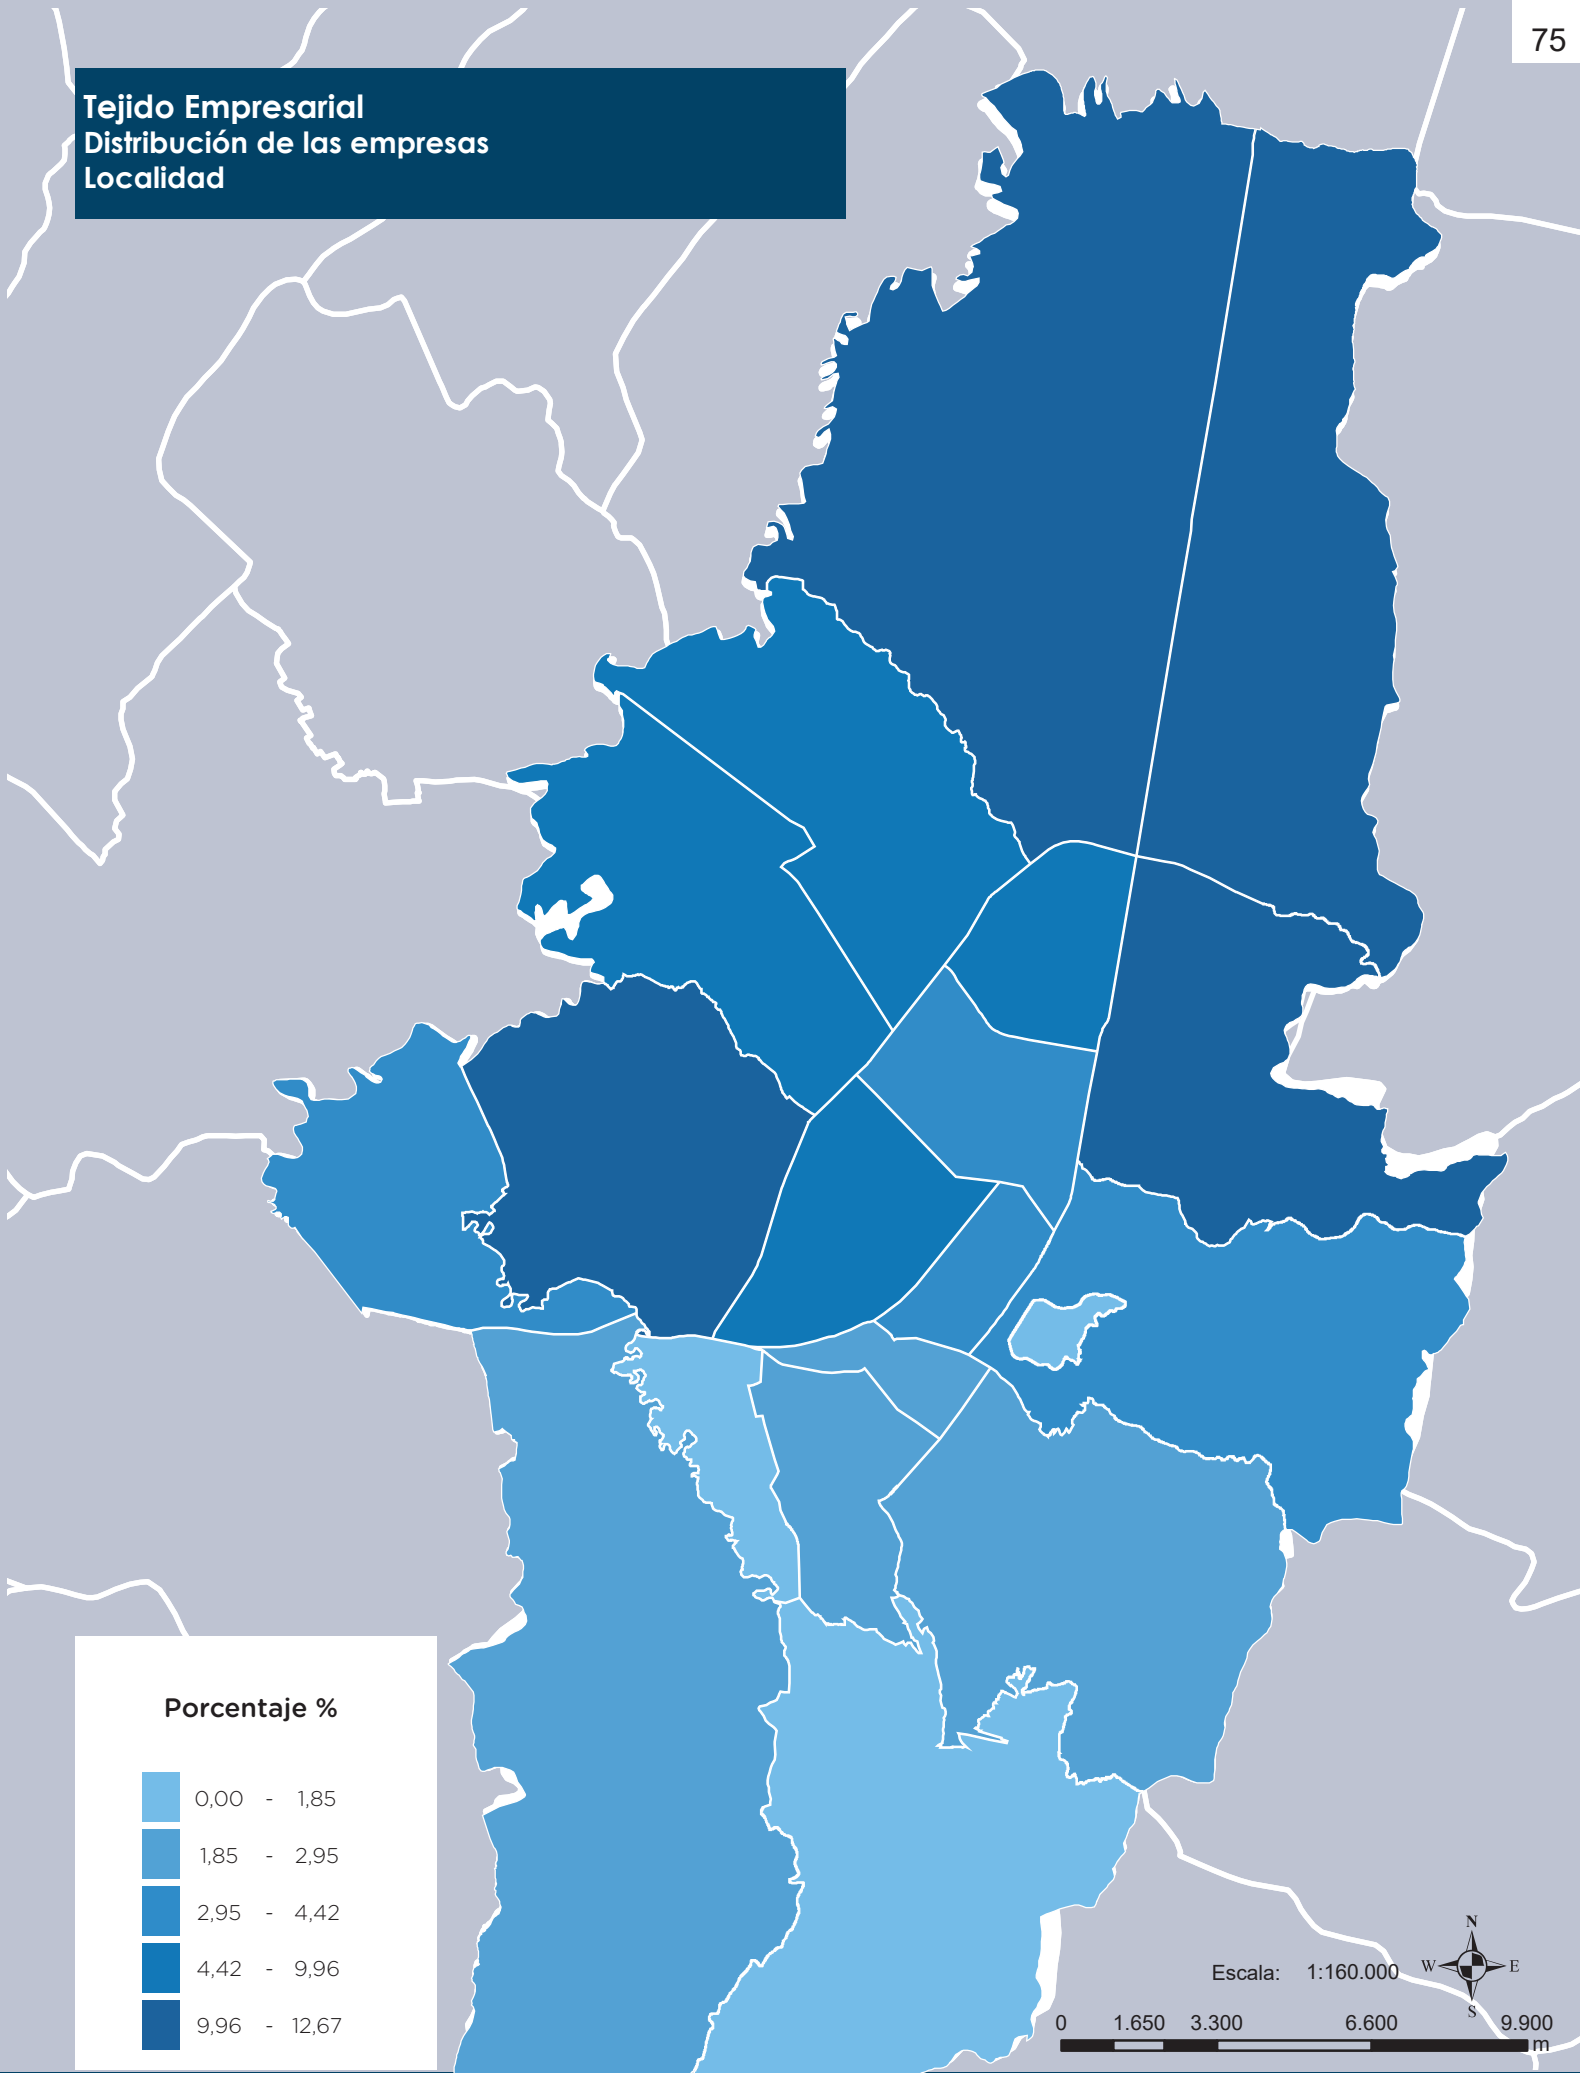 75
Tejido Empresarial
Distribución de las empresas
Localidad
Porcentaje %
0,00 - 1,85
1,85 - 2,95
2,95 - 4,42
4,42 - 9,96
9,96 - 12,67
Escala: 1:160.000
N
W E
S
0 1.650 3.300 6.600 9.900
m